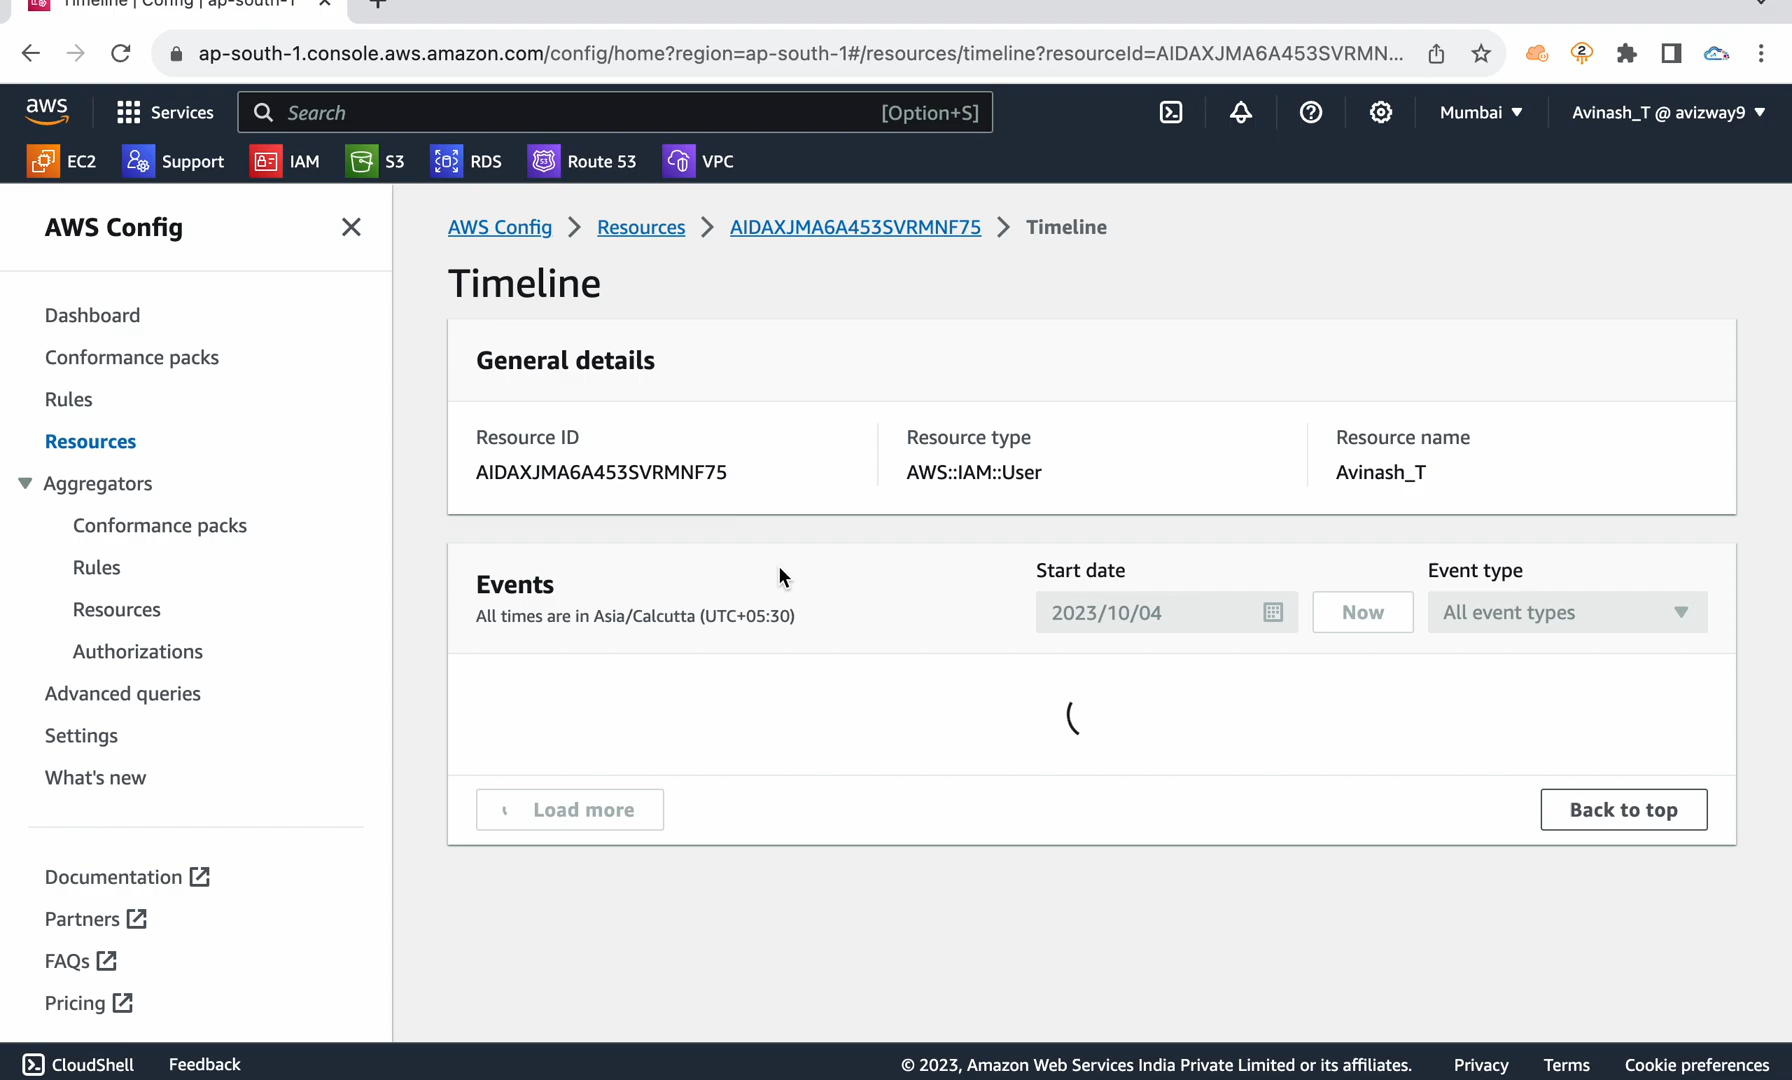 Timeline | Config | ap-south-1
ap-south-1.console.aws.amazon.com/config/home?region=ap-south-1#/resources/timeline?resourceId=AIDAXJMA6A453SVRMN...
2
aws
Services
Search
[Option+S]
Mumbai
Avinash_T @ avizway9
EC2
Support
IAM
S3
RDS
Route 53
VPC
AWS Config
Dashboard
Conformance packs
Rules
Resources
Aggregators
Conformance packs
Rules
Resources
Authorizations
Advanced queries
Settings
What's new
Documentation
Partners
FAQs
Pricing
AWS Config > Resources > AIDAXJMA6A453SVRMNF75 > Timeline
Timeline
General details
Resource ID
AIDAXJMA6A453SVRMNF75
Resource type
AWS::IAM::User
Resource name
Avinash_T
Events
All times are in Asia/Calcutta (UTC+05:30)
Start date
2023/10/04
Now
Event type
All event types
Load more
Back to top
CloudShell
Feedback
© 2023, Amazon Web Services India Private Limited or its affiliates.
Privacy
Terms
Cookie preferences